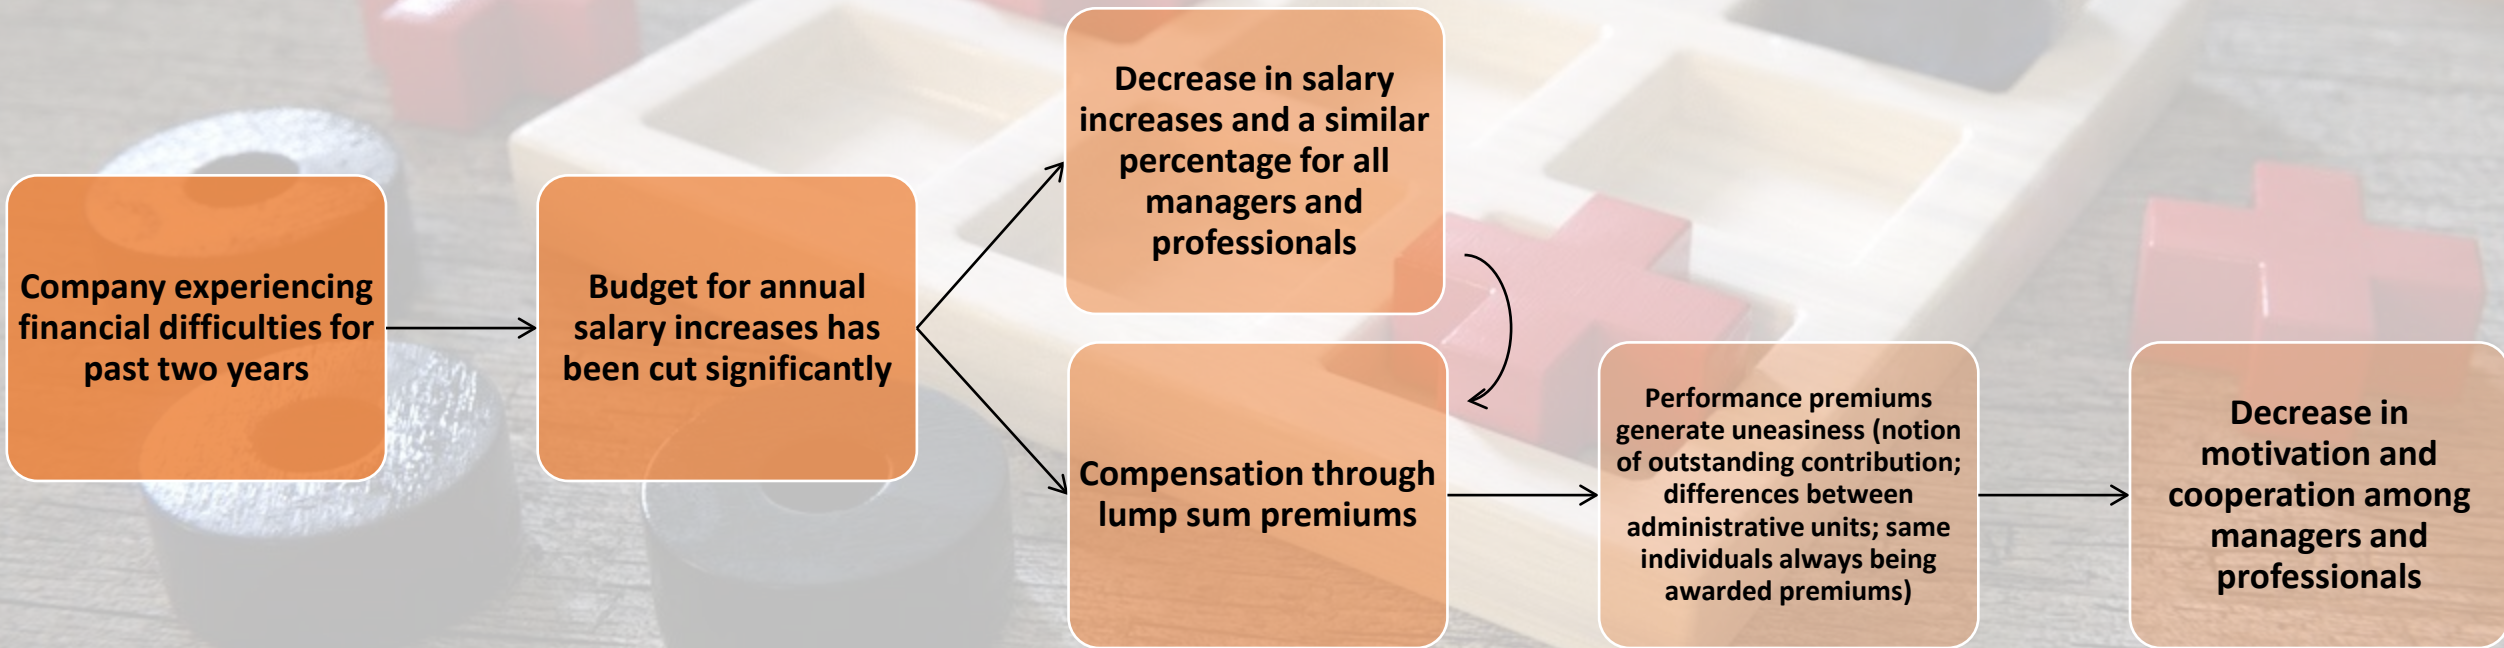 Company experiencing
financial difficulties for
past two years
Budget for annual
salary increases has
been cut significantly
Decrease in salary
increases and a similar
percentage for all
managers and
professionals
Compensation through
lump sum premiums
Performance premiums
generate uneasiness (notion
of outstanding contribution;
differences between
administrative units; same
individuals always being
awarded premiums)
Decrease in
motivation and
cooperation among
managers and
professionals